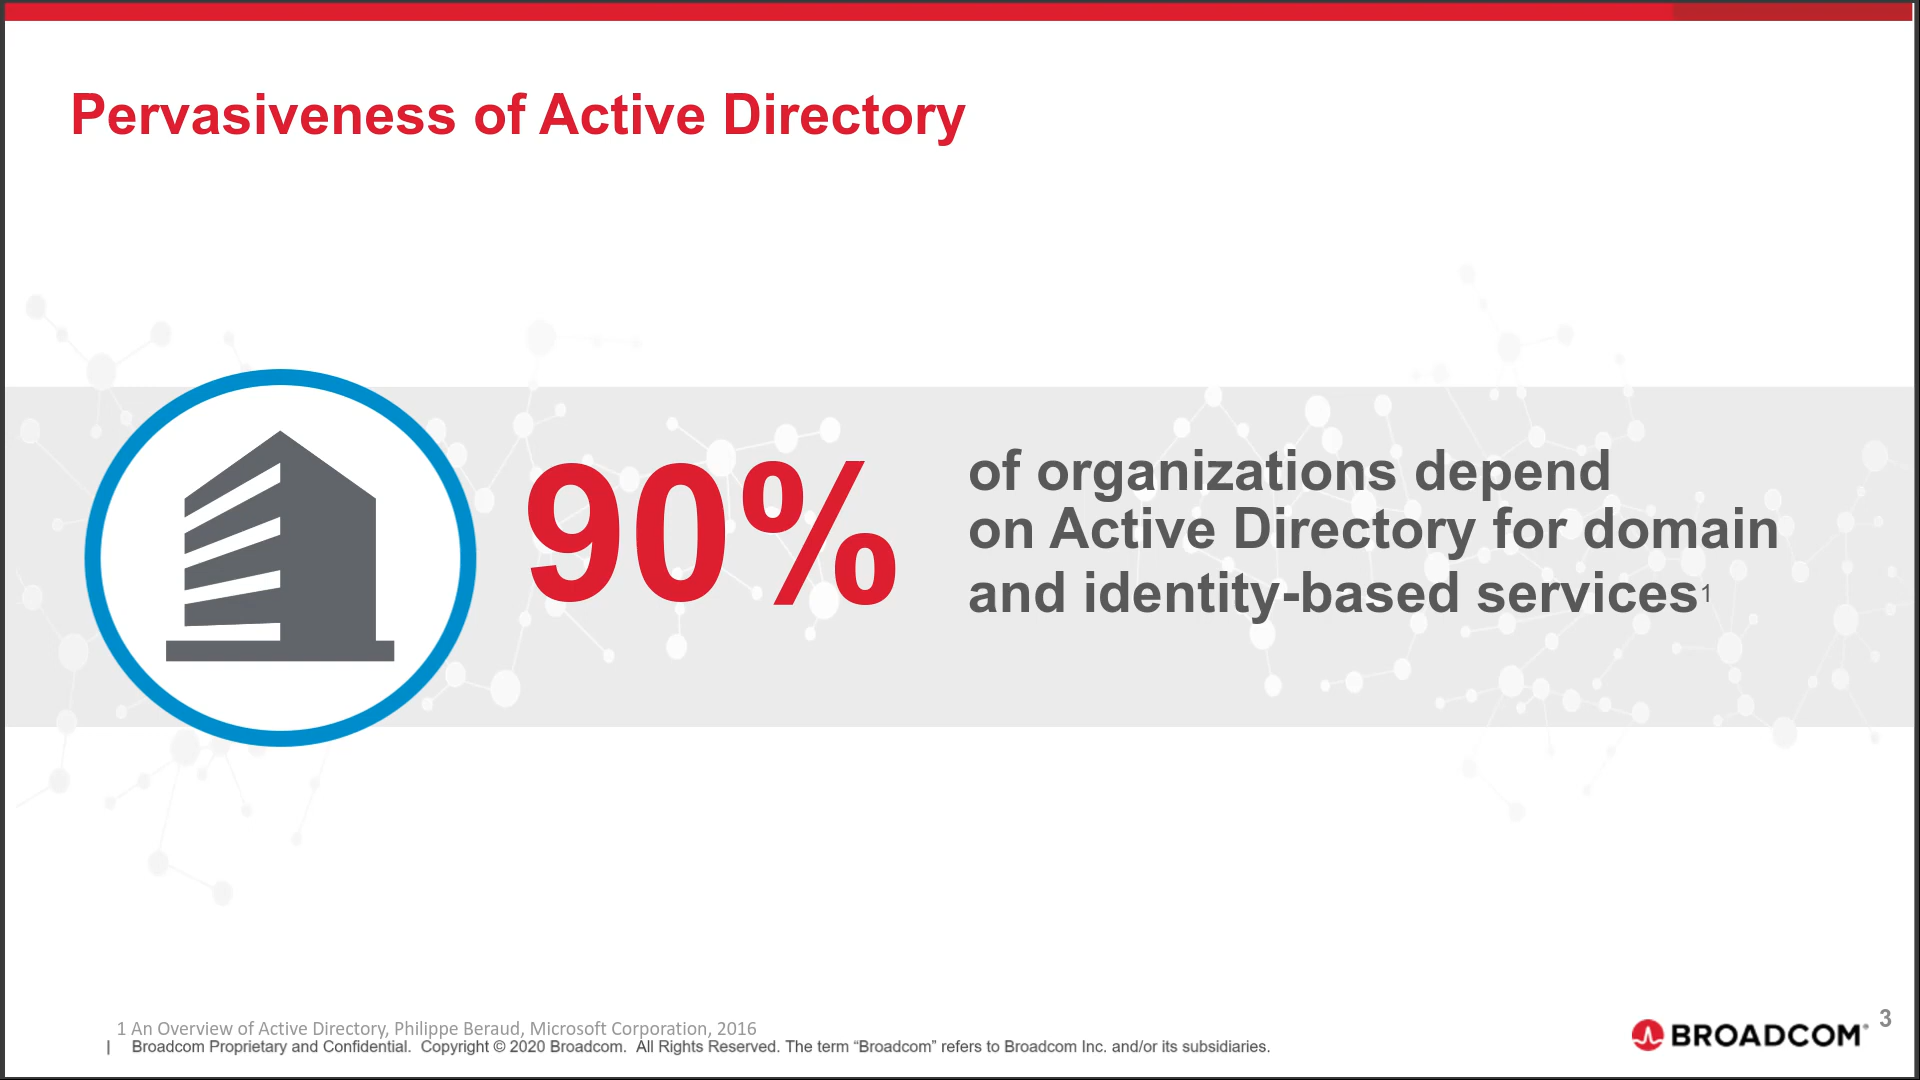 Pervasiveness of Active Directory
90%
of organizations depend
on Active Directory for domain
and identity-based services1
1 An Overview of Active Directory, Philippe Beraud, Microsoft Corporation, 2016
| Broadcom Proprietary and Confidential. Copyright © 2020 Broadcom. All Rights Reserved. The term “Broadcom” refers to Broadcom Inc. and/or its subsidiaries.
BROADCOM®
3